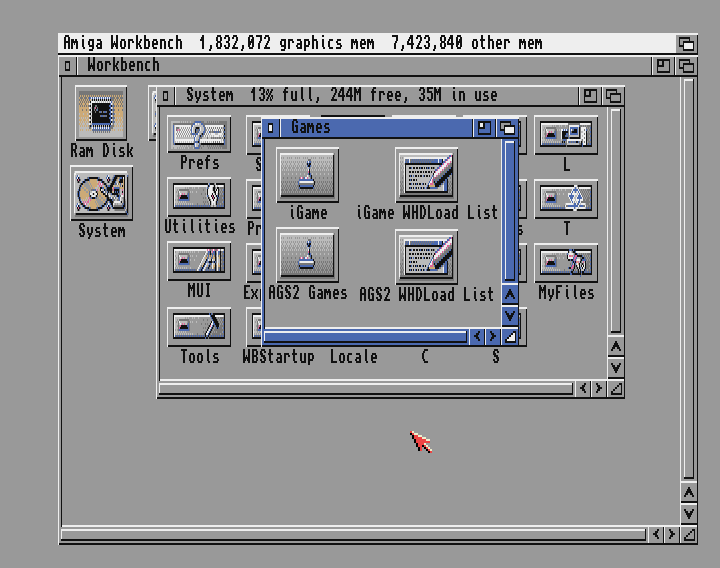 Amiga Workbench 1,832,072 graphics mem 7,423,840 other mem
Workbench
System 13% full, 244M free, 35M in use
Games
Ram Disk
System
Prefs
L
iGame
iGame WHDLoad List
Utilities
T
MUI
AGS2 Games
AGS2 WHDLoad List
MyFiles
Tools
WBStartup
Locale
C
S